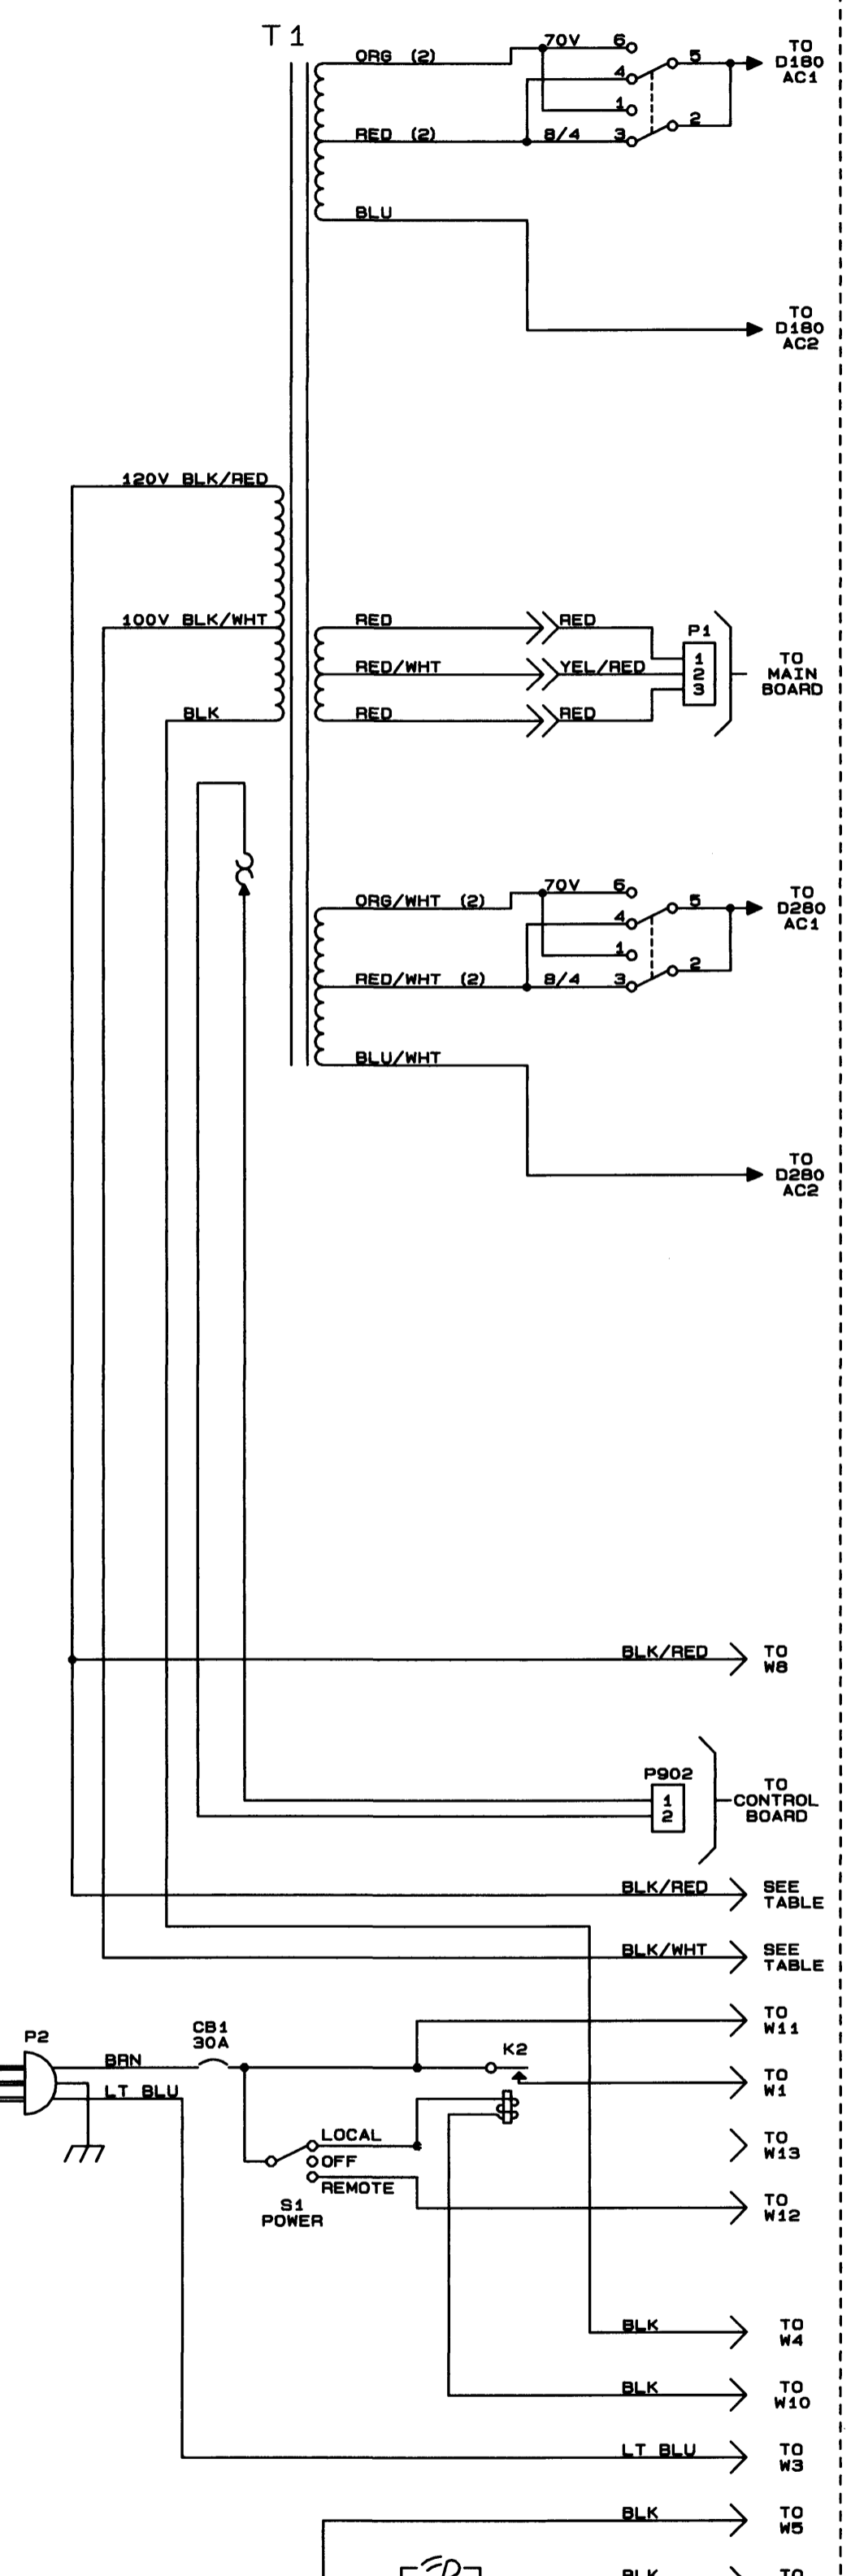 T1
ORG (2)
70V 6
5
TO
D180
AC1
4
1
2
RED (2)
8/4 3
BLU
TO
D180
AC2
120V BLK/RED
100V BLK/WHT
BLK
RED
RED
P1
RED/WHT
YEL/RED
1
2
3
TO
MAIN
BOARD
RED
RED
ORG/WHT (2)
70V 6
5
TO
D280
AC1
4
1
2
RED/WHT (2)
8/4 3
BLU/WHT
TO
D280
AC2
BLK/RED
TO
W8
P902
1
2
TO
CONTROL
BOARD
BLK/RED
SEE
TABLE
BLK/WHT
SEE
TABLE
TO
W11
P2
CB1
30A
K2
BRN
LT BLU
TO
W1
LOCAL
OFF
REMOTE
S1
POWER
TO
W13
TO
W12
BLK
TO
W4
BLK
TO
W10
LT BLU
TO
W3
BLK
TO
W5
BLK
TO